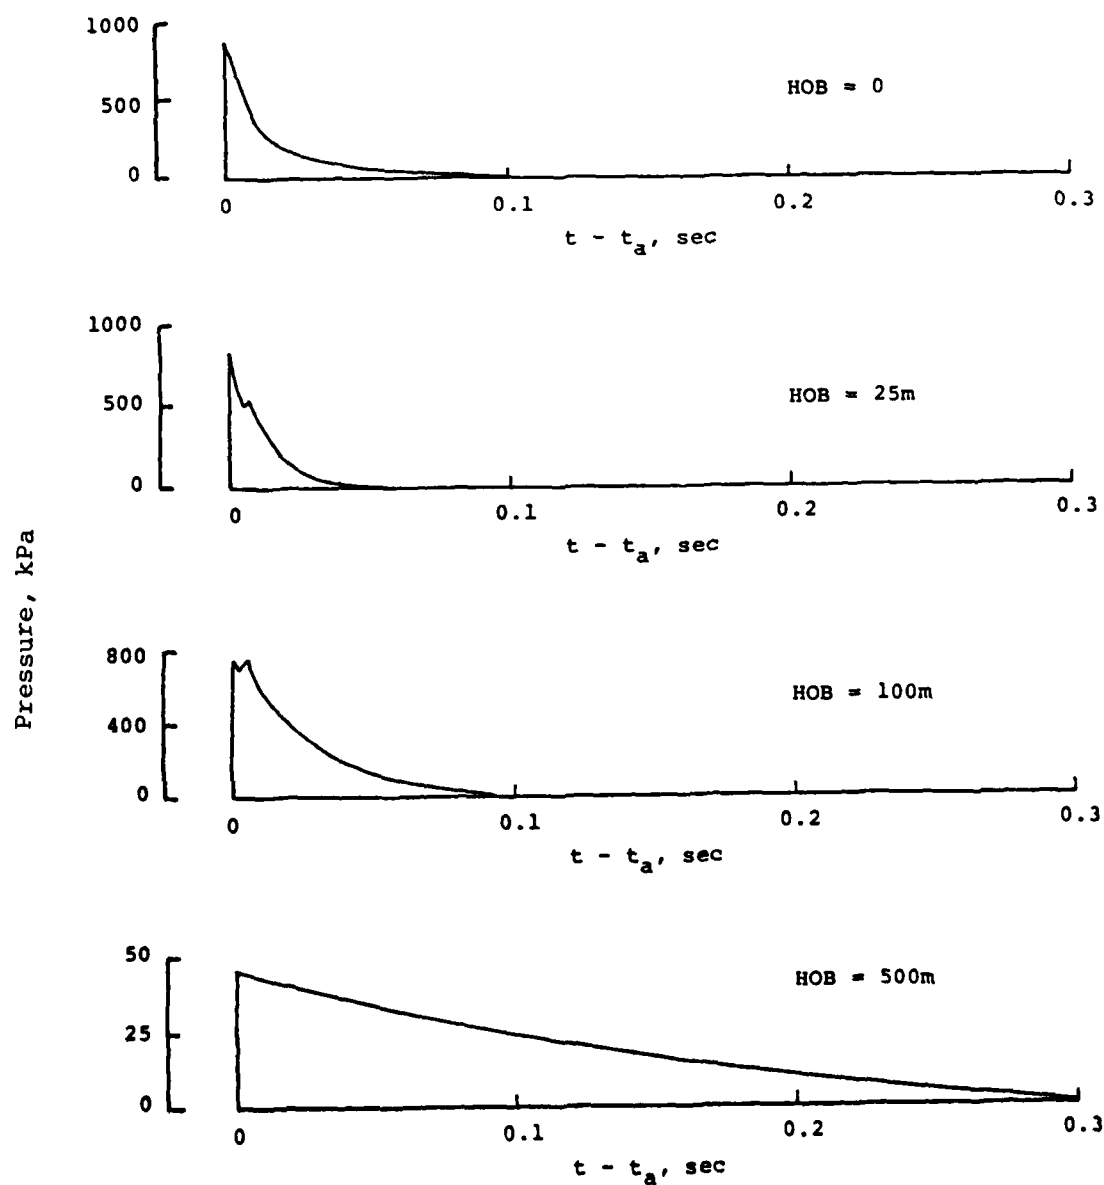 Pressure, kPa
1000
500
0
HOB = 0
0 0.1 0.2 0.3
t - ta, sec
1000
500
0
HOB = 25m
0 0.1 0.2 0.3
t - ta, sec
800
400
0
HOB = 100m
0 0.1 0.2 0.3
t - ta, sec
50
25
0
HOB = 500m
0 0.1 0.2 0.3
t - ta, sec